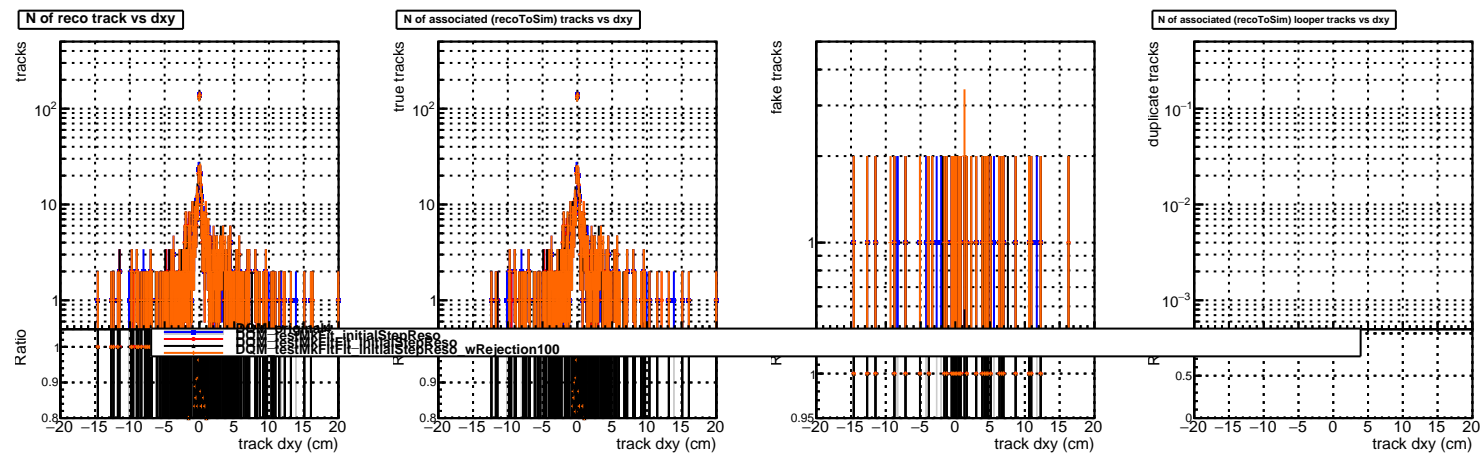 N of reco track vs dxy
tracks
10²
10
1
Ratio
1
0.9
0.8
−20 −15 −10 −5 0 5 10 15 20
track dxy (cm)
N of associated (recoToSim) tracks vs dxy
true tracks
10²
10
1
0.9
0.8
−20 −15 −10 −5 0 5 10 15 20
track dxy (cm)
fake tracks
1
1
0.95
−20 −15 −10 −5 0 5 10 15 20
track dxy (cm)
N of associated (recoToSim) looper tracks vs dxy
duplicate tracks
10⁻¹
10⁻²
10⁻³
0.5
0
−20 −15 −10 −5 0 5 10 15 20
track dxy (cm)
DQM_testMkFitFit_initialStepReso_wRejection100